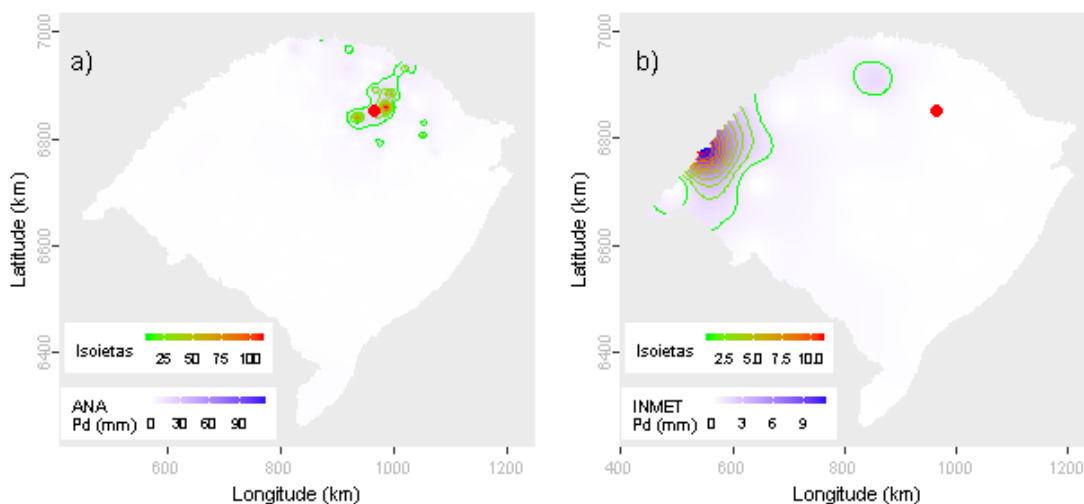 a)
7000
6800
6600
6400
Latitude (km)
Isoietas
25 50 75 100
ANA
Pd (mm) 0 30 60 90
600 800 1000 1200
Longitude (km)
b)
7000
6800
6600
6400
Latitude (km)
Isoietas
2.5 5.0 7.5 10.0
INMET
Pd (mm) 0 3 6 9
400 600 800 1000 1200
Longitude (km)